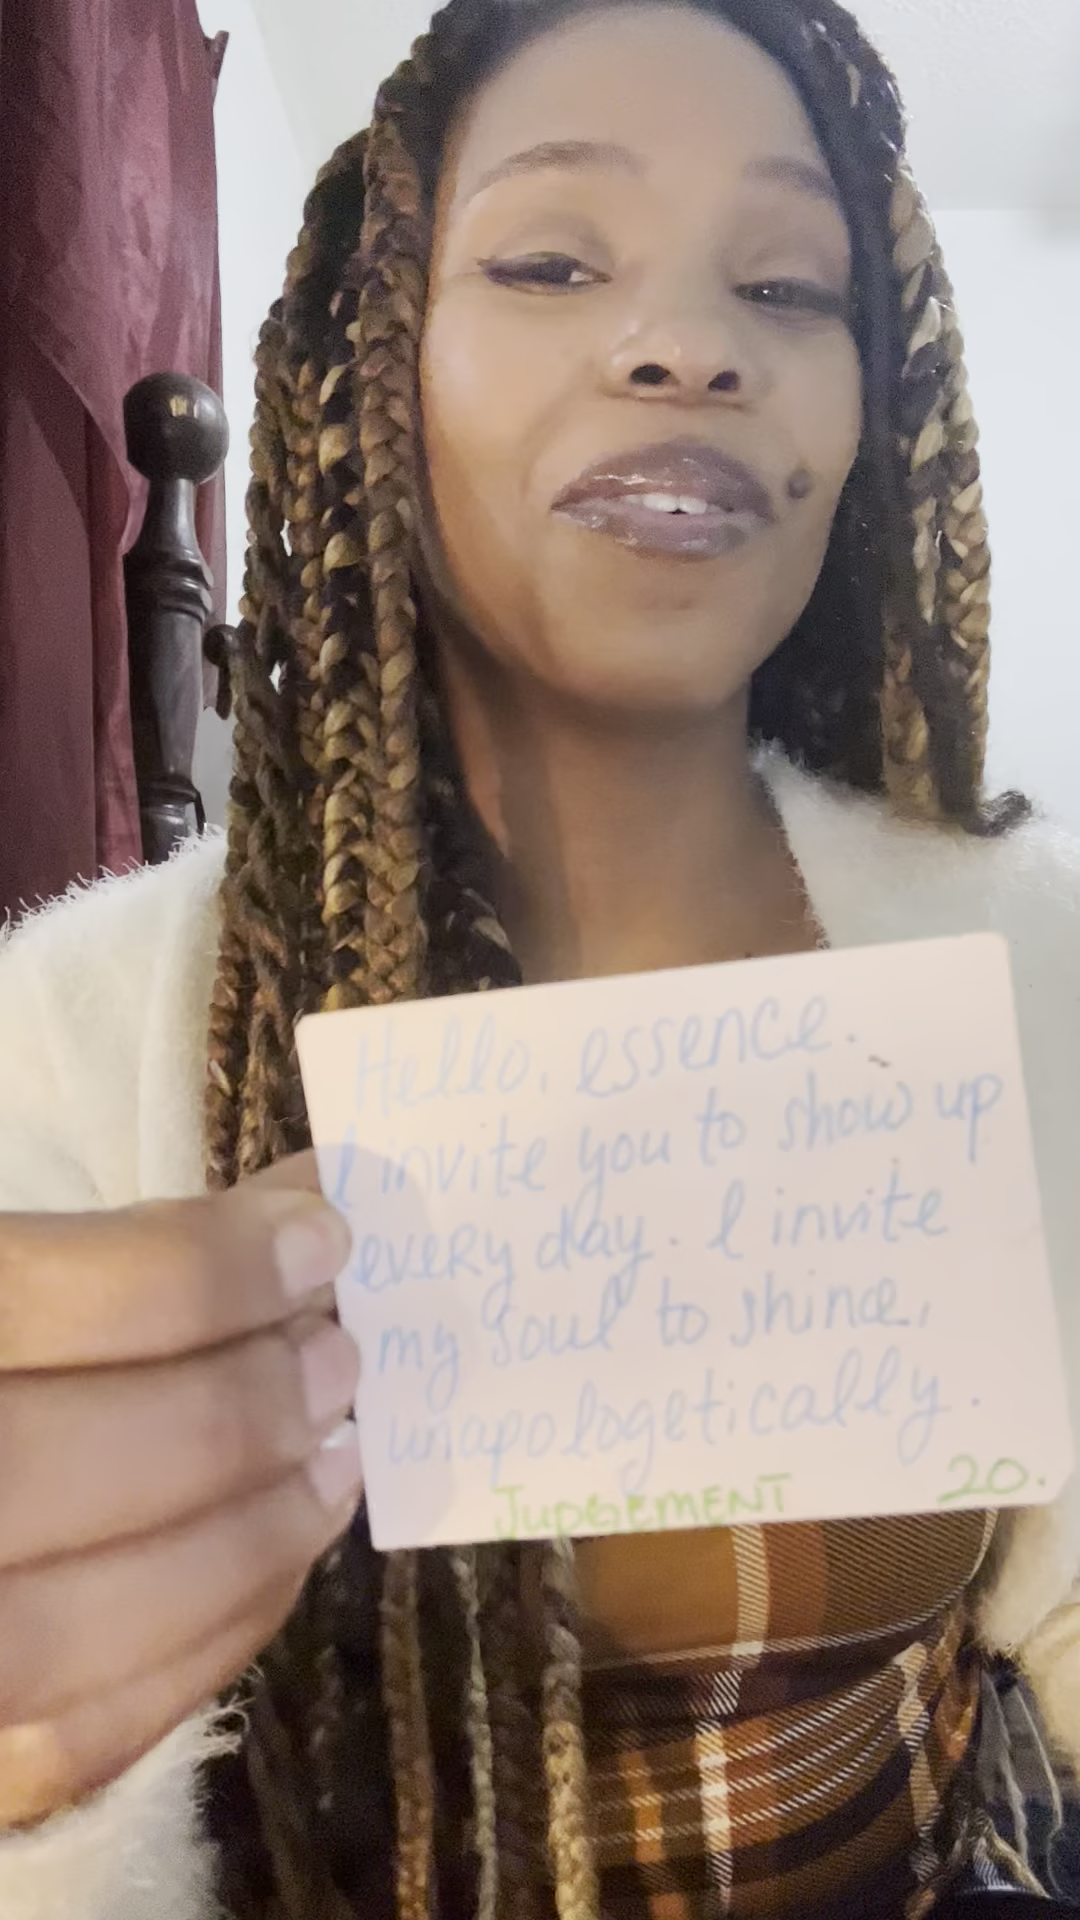 Hello, essence.
I invite you to show up
every day. I invite
my soul to shine,
unapologetically.
JUDGEMENT 20.